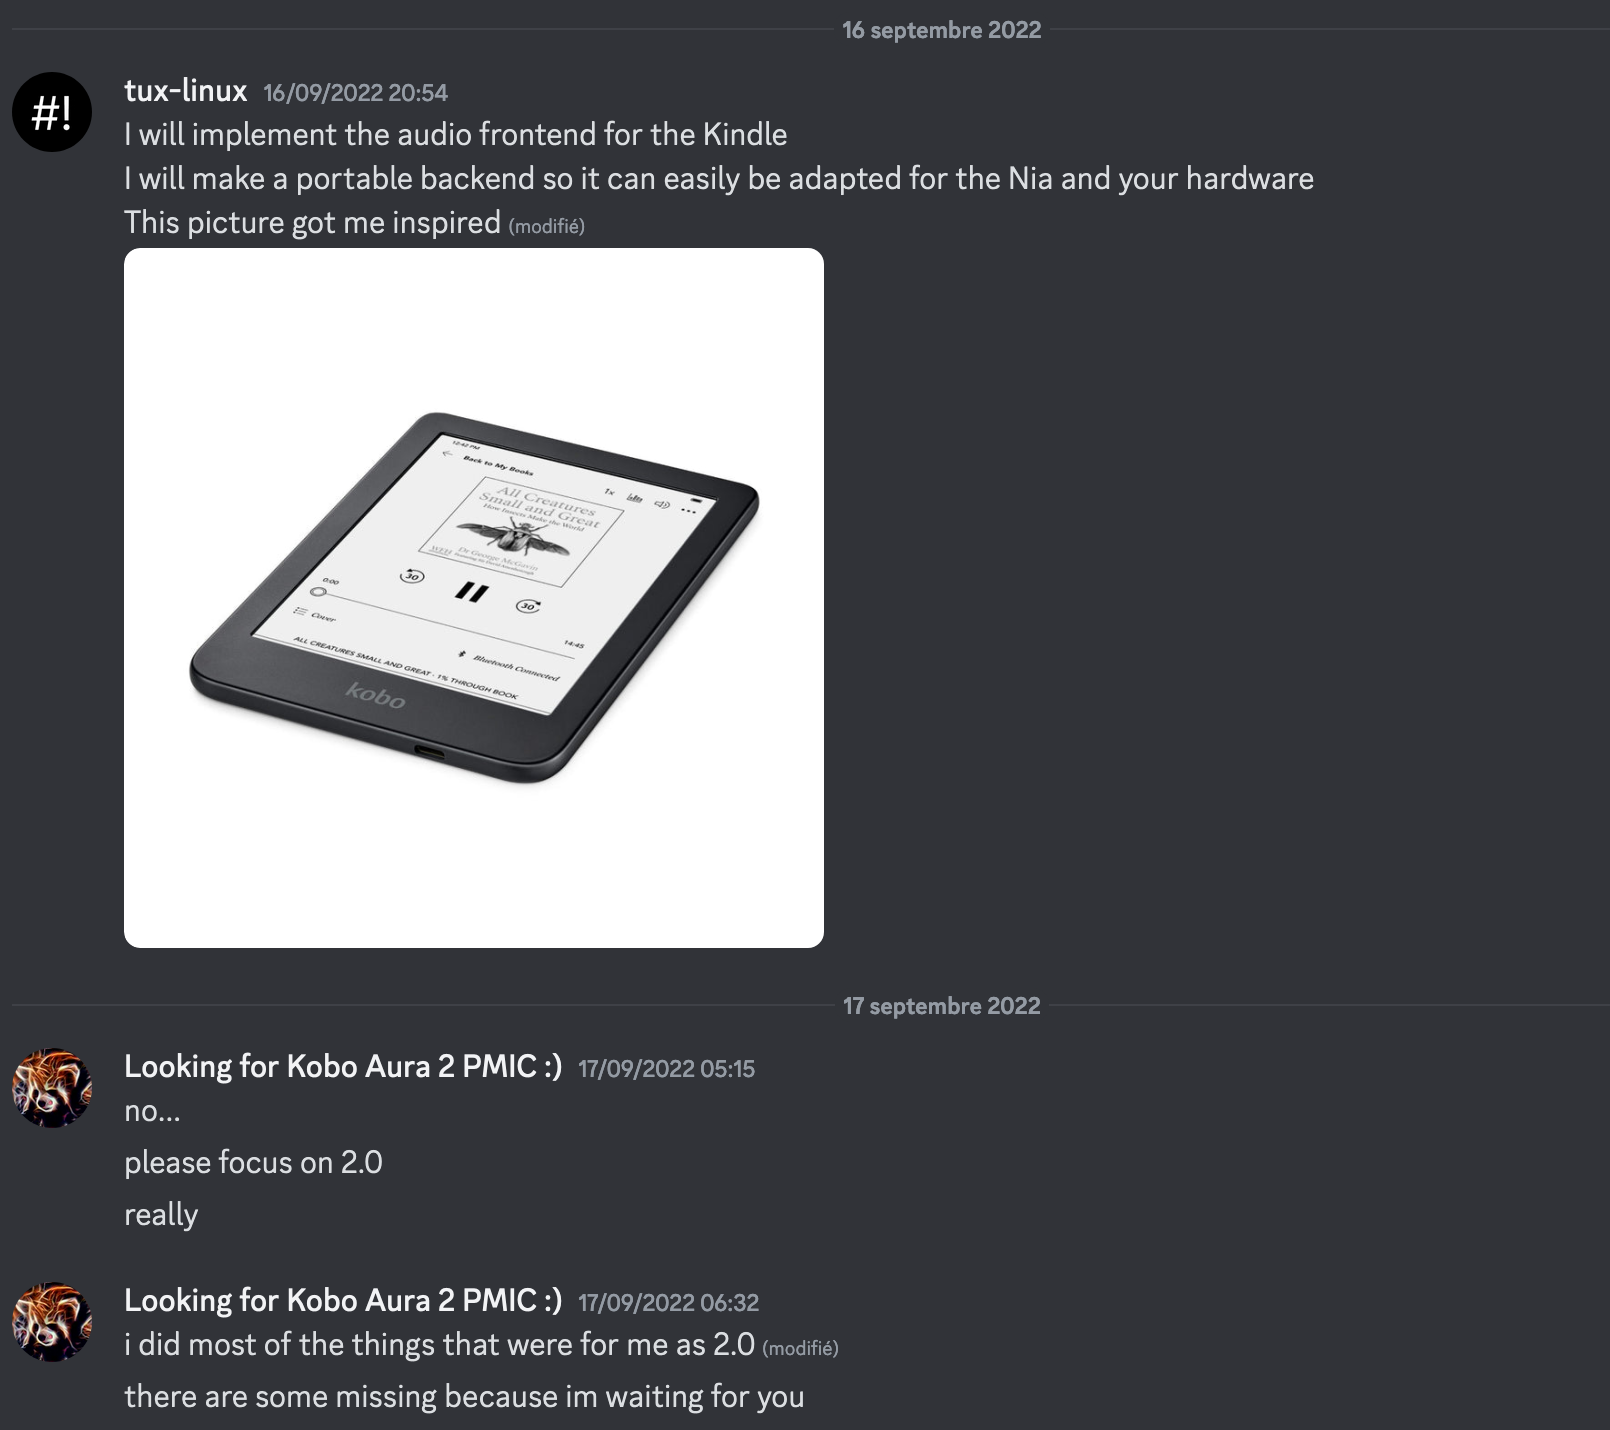 16 septembre 2022
#!
tux-linux 16/09/2022 20:54
I will implement the audio frontend for the Kindle
I will make a portable backend so it can easily be adapted for the Nia and your hardware
This picture got me inspired (modifié)
12:42 PM
Back to My Books
1x
All Creatures
Small and Great
How Insects Make the World
Dr George McGavin
30
30
0:00
14:45
Cover
Bluetooth Connected
ALL CREATURES SMALL AND GREAT · 1% THROUGH BOOK
kobo
17 septembre 2022
Looking for Kobo Aura 2 PMIC :) 17/09/2022 05:15
no...
please focus on 2.0
really
Looking for Kobo Aura 2 PMIC :) 17/09/2022 06:32
i did most of the things that were for me as 2.0 (modifié)
there are some missing because im waiting for you